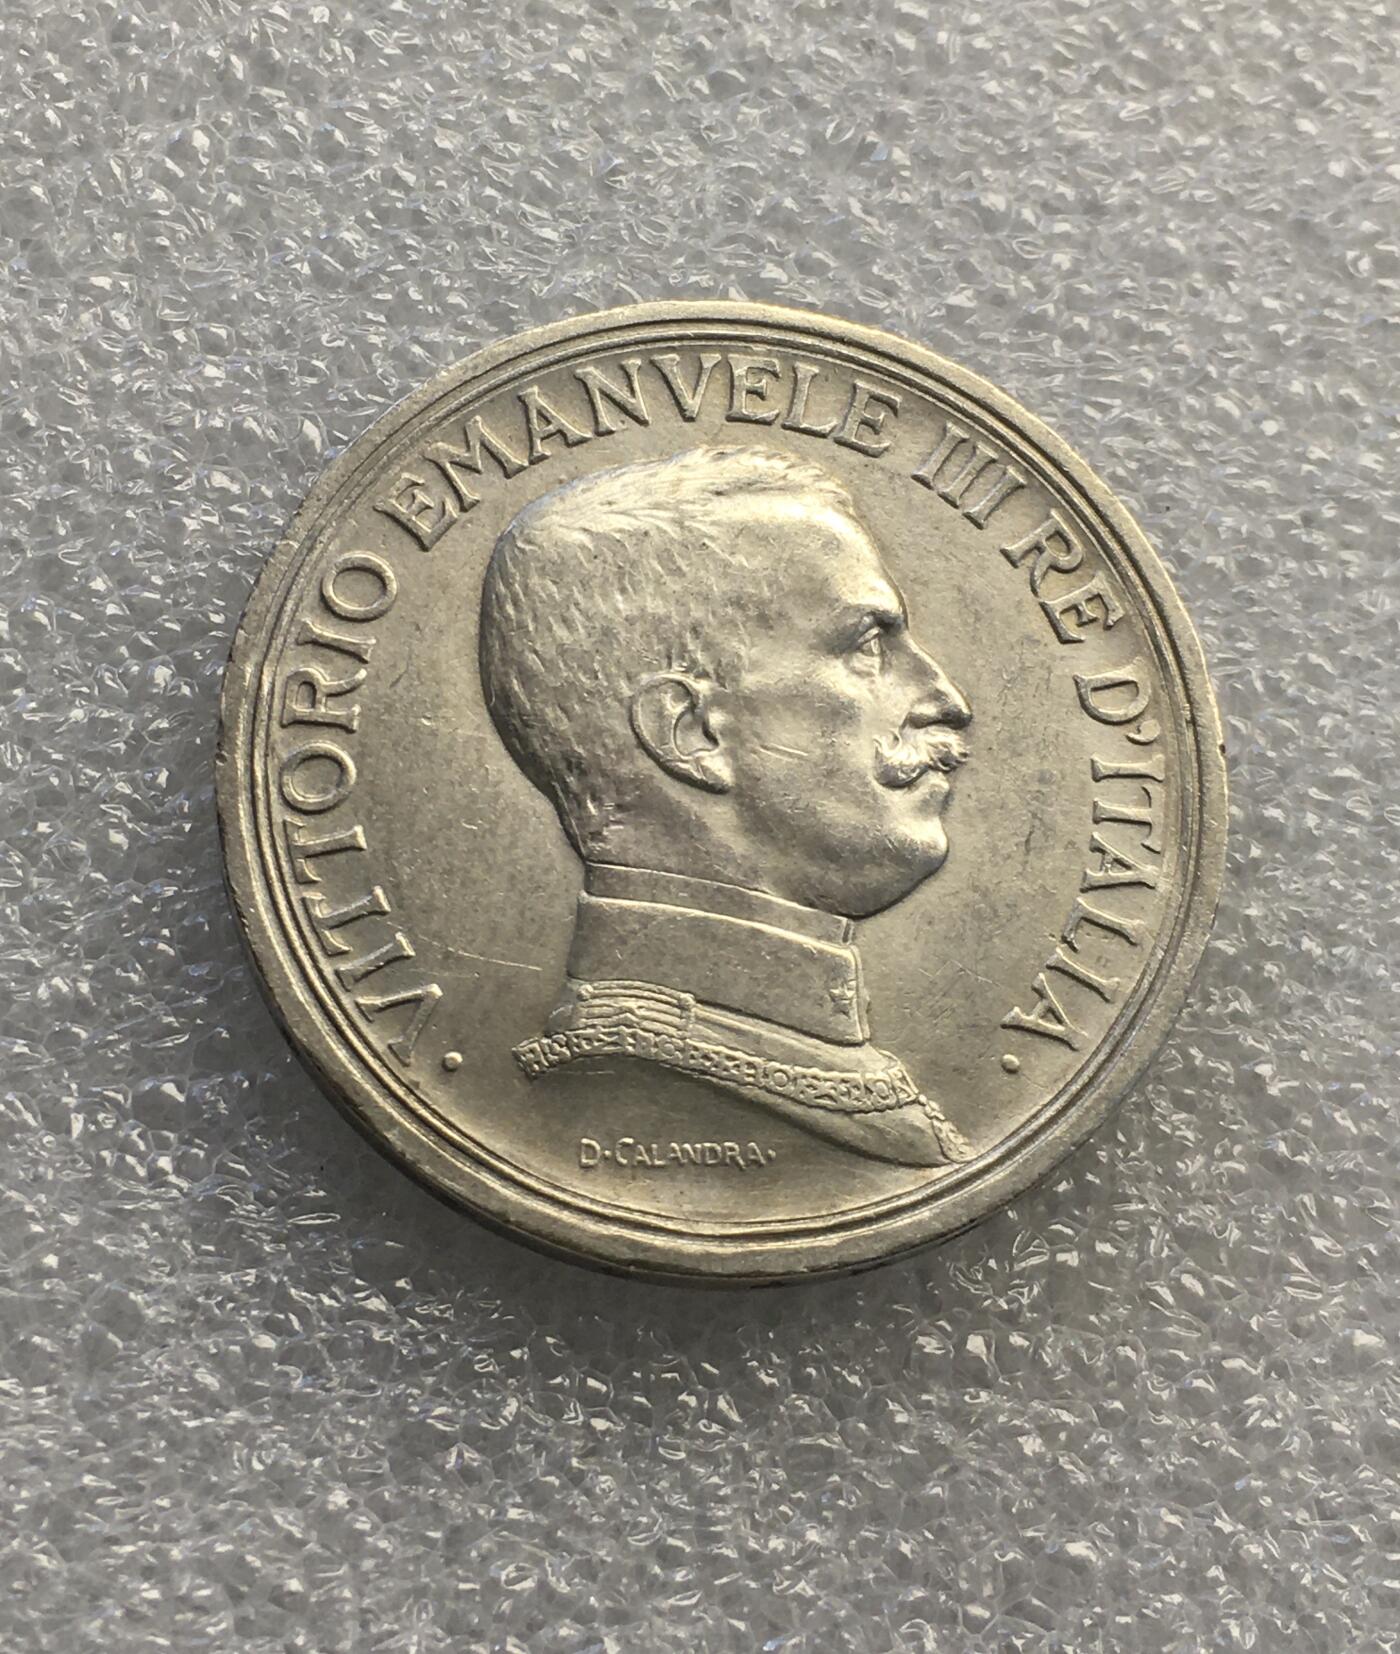 · VITTORIO EMANVELE III RE D'ITALIA ·
D·CALANDRA·